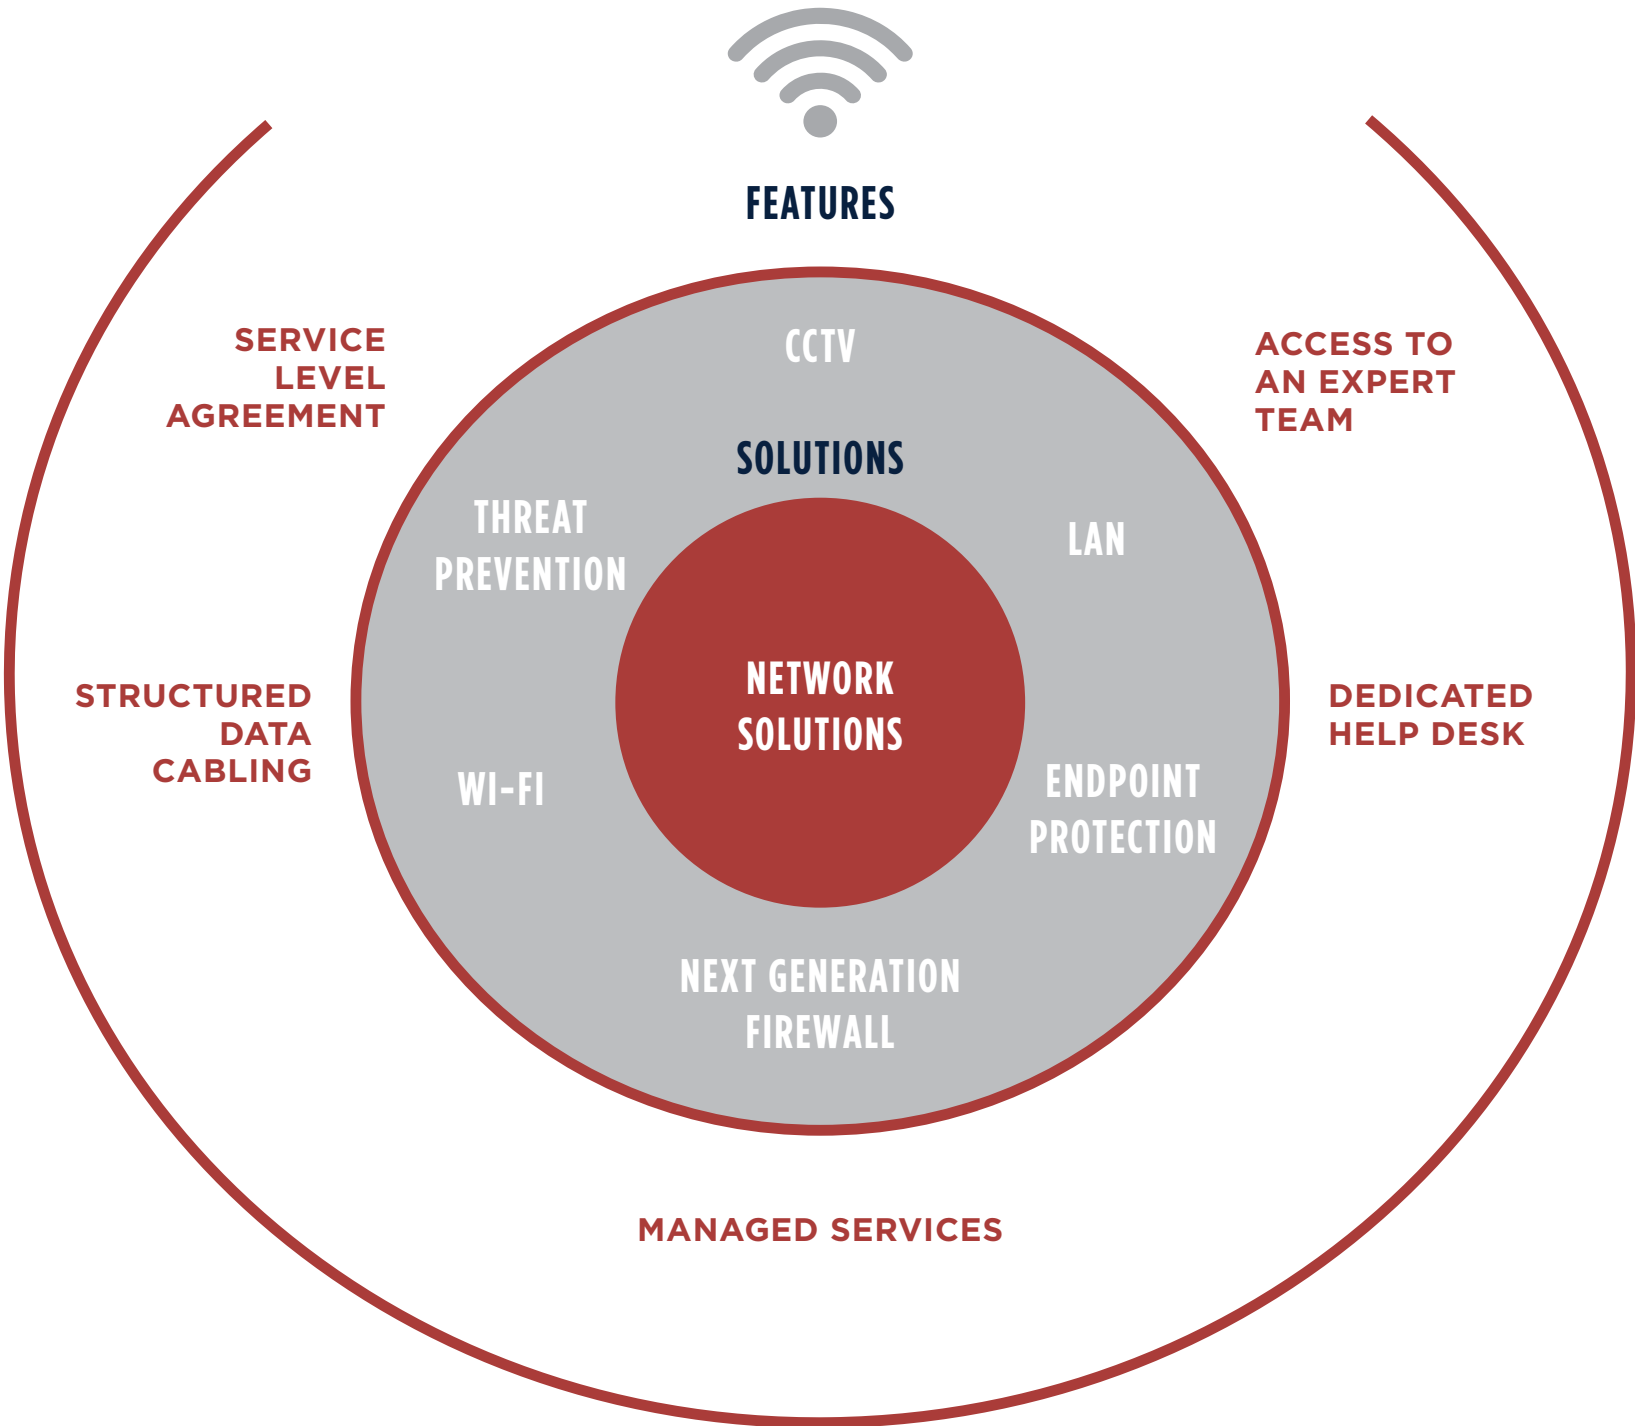 FEATURES
SERVICE
LEVEL
AGREEMENT
ACCESS TO
AN EXPERT
TEAM
CCTV
SOLUTIONS
THREAT
PREVENTION
LAN
NETWORK
SOLUTIONS
STRUCTURED
DATA
CABLING
DEDICATED
HELP DESK
WI-FI
ENDPOINT
PROTECTION
NEXT GENERATION
FIREWALL
MANAGED SERVICES